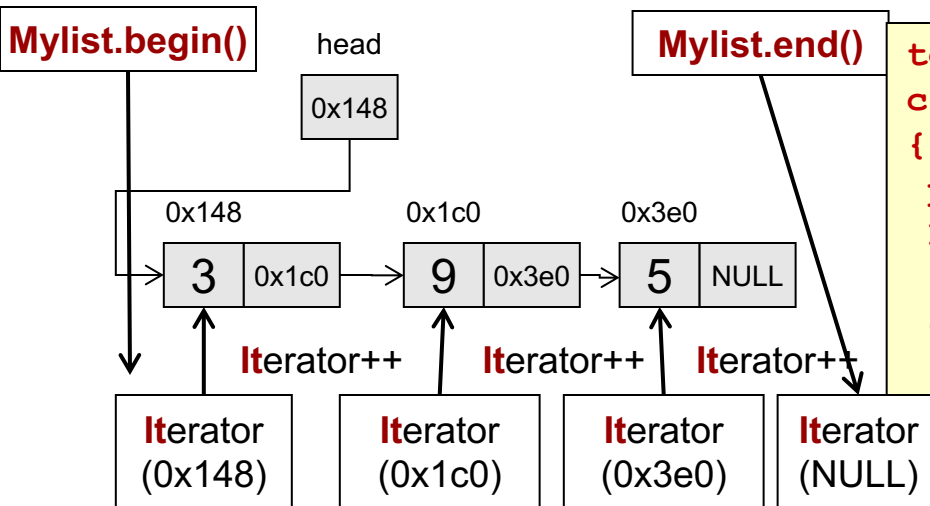 Mylist.begin()
head
Mylist.end()
0x148
{
0x148
0x1c0
0x3e0
3 0x1c0
9 0x3e0
5 NULL
Iterator++
Iterator++
Iterator++
Iterator
(0x148)
Iterator
(0x1c0)
Iterator
(0x3e0)
Iterator
(NULL)